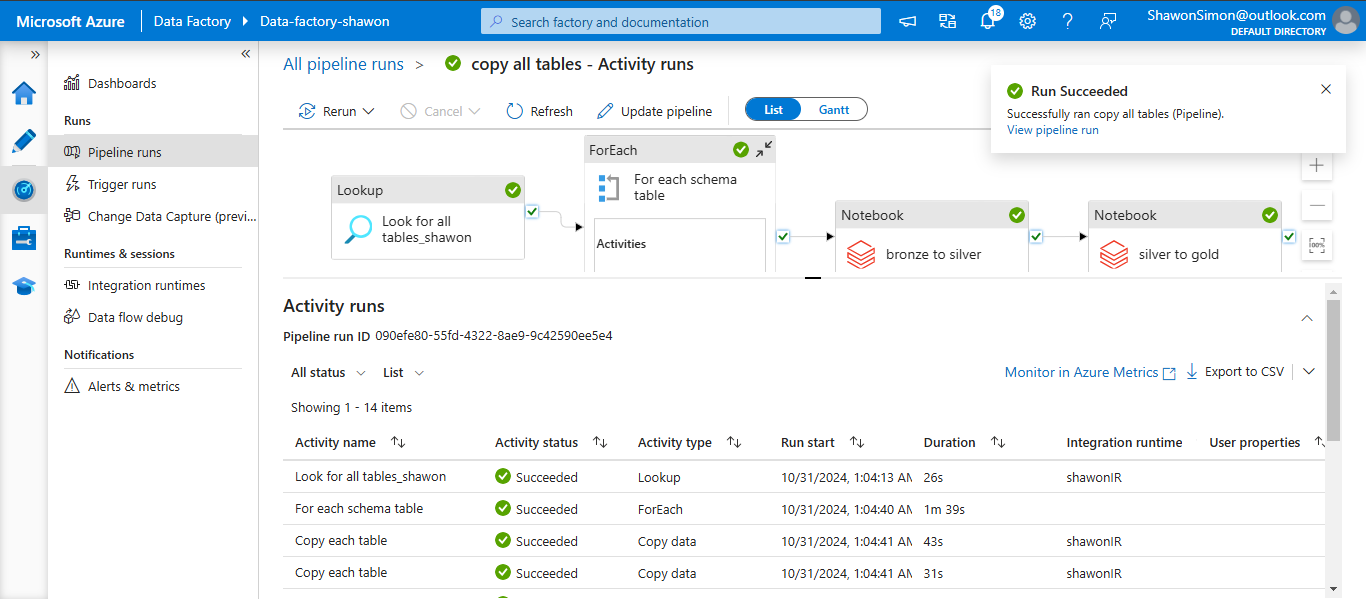 Microsoft Azure
Data Factory
Data-factory-shawon
Search factory and documentation
18
ShawonSimon@outlook.com
DEFAULT DIRECTORY
»
«
Dashboards
Runs
Pipeline runs
Trigger runs
Change Data Capture (previ...
Runtimes & sessions
Integration runtimes
Data flow debug
Notifications
Alerts & metrics
All pipeline runs > copy all tables - Activity runs
Rerun
Cancel
Refresh
Update pipeline
List
Gantt
Run Succeeded
Successfully ran copy all tables (Pipeline).
View pipeline run
Lookup
Look for all
tables_shawon
ForEach
For each schema
table
Activities
Notebook
bronze to silver
Notebook
silver to gold
100%
Activity runs
Pipeline run ID 090efe80-55fd-4322-8ae9-9c42590ee5e4
All status
List
Monitor in Azure Metrics
Export to CSV
Showing 1 - 14 items
Activity name Activity status Activity type Run start Duration Integration runtime User properties
Look for all tables_shawon Succeeded Lookup 10/31/2024, 1:04:13 AM 26s shawonIR
For each schema table Succeeded ForEach 10/31/2024, 1:04:40 AM 1m 39s
Copy each table Succeeded Copy data 10/31/2024, 1:04:41 AM 43s shawonIR
Copy each table Succeeded Copy data 10/31/2024, 1:04:41 AM 31s shawonIR